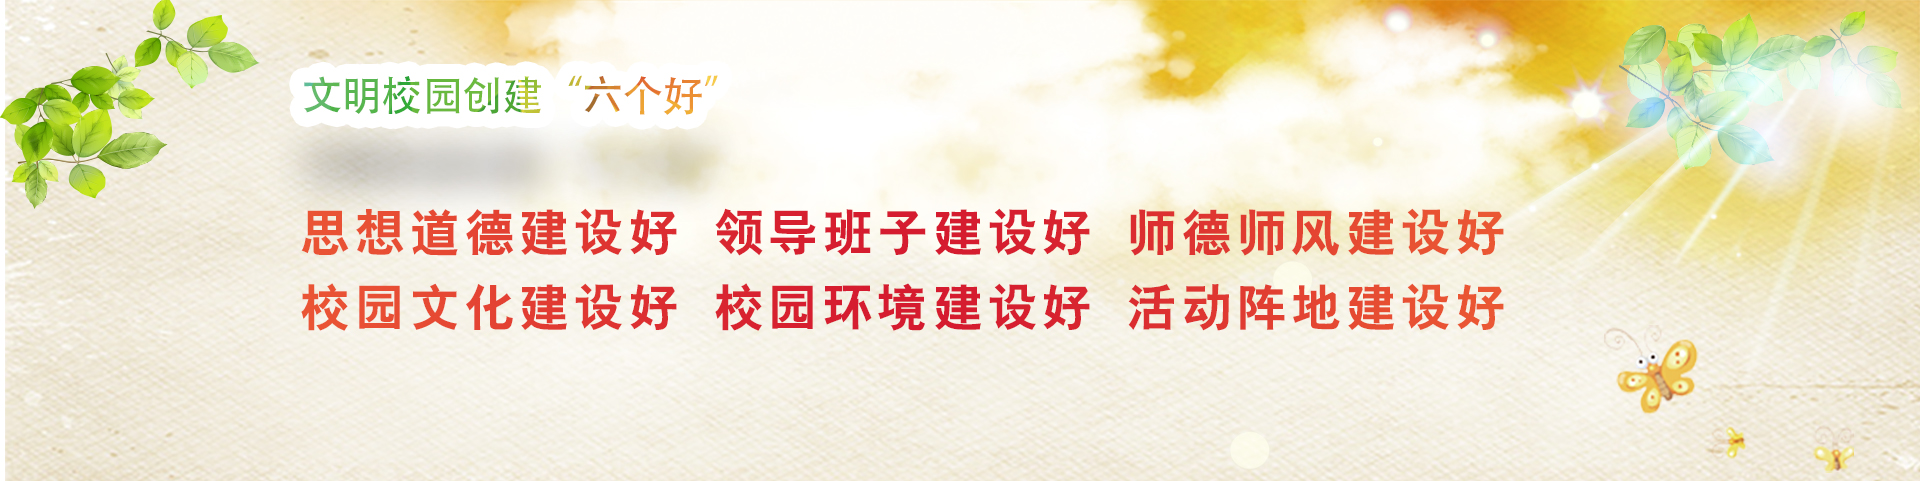 文明校园创建“六个好”
思想道德建设好 领导班子建设好 师德师风建设好
校园文化建设好 校园环境建设好 活动阵地建设好